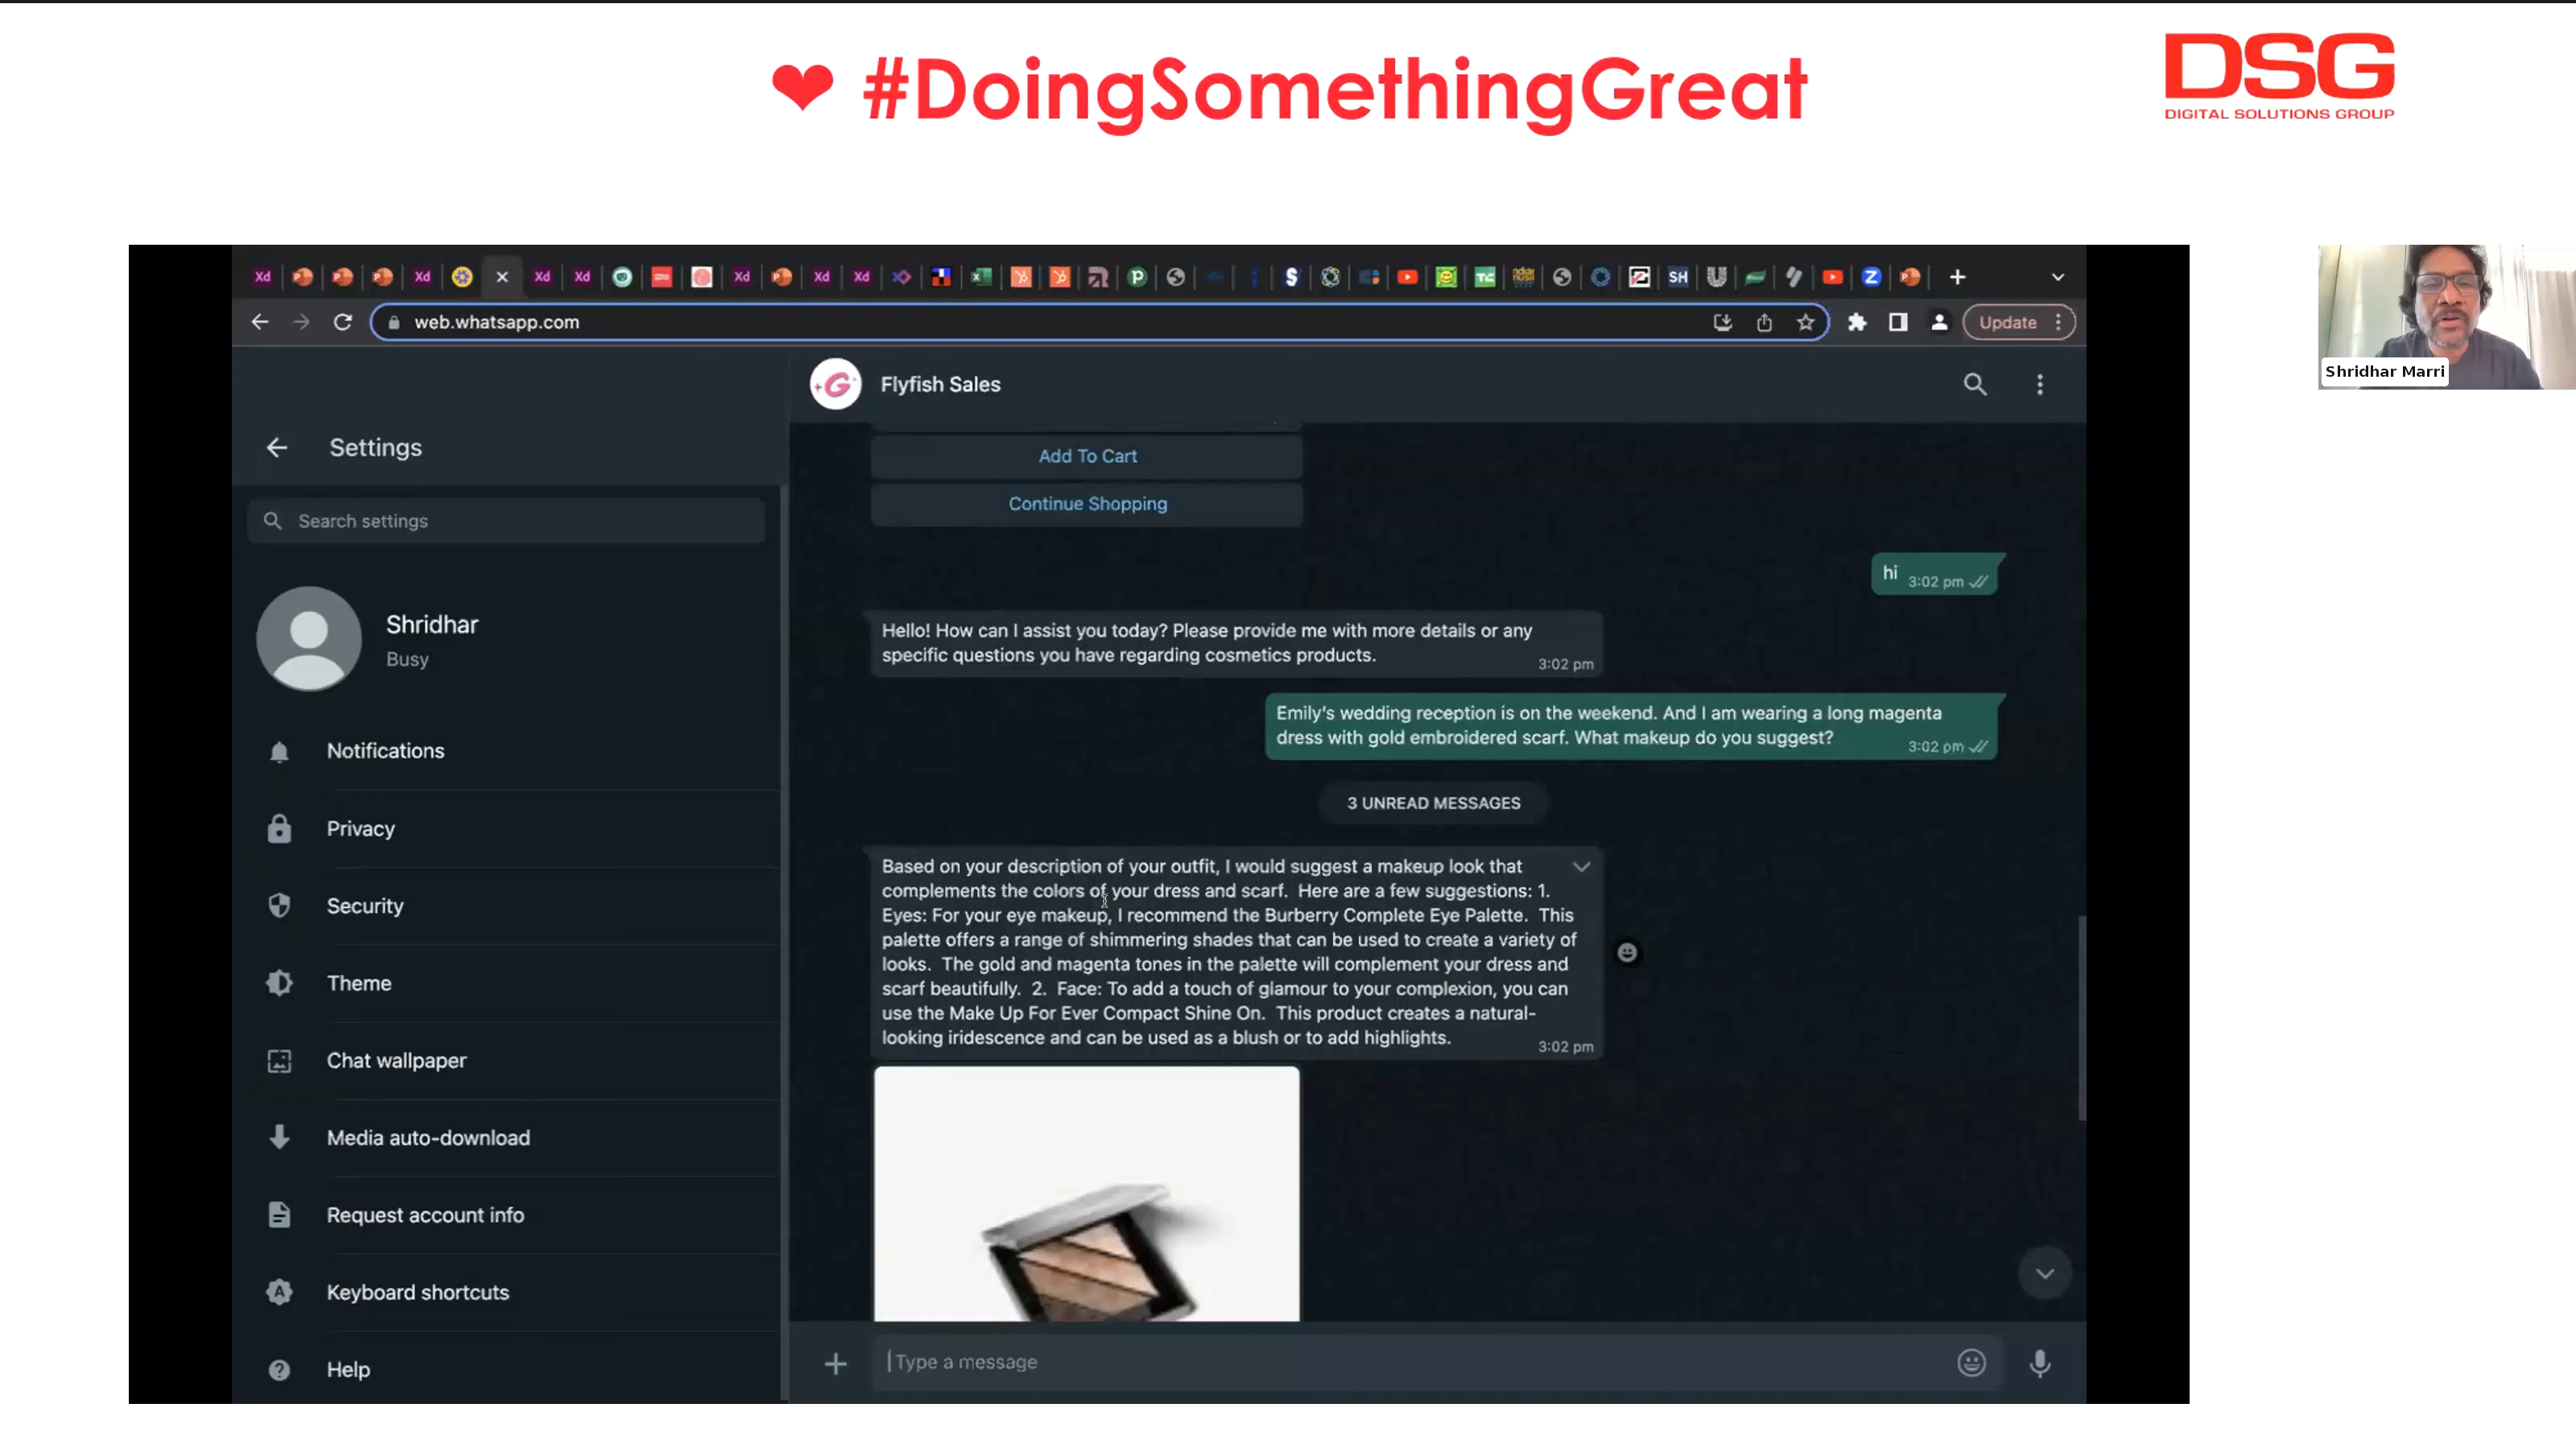 ❤ #DoingSomethingGreat
DSG
DIGITAL SOLUTIONS GROUP
web.whatsapp.com
Update
Shridhar Marri
Settings
Search settings
Shridhar
Busy
Notifications
Privacy
Security
Theme
Chat wallpaper
Media auto-download
Request account info
Keyboard shortcuts
Help
Flyfish Sales
Add To Cart
Continue Shopping
hi 3:02 pm
Hello! How can I assist you today? Please provide me with more details or any
specific questions you have regarding cosmetics products.
3:02 pm
Emily's wedding reception is on the weekend. And I am wearing a long magenta
dress with gold embroidered scarf. What makeup do you suggest?
3:02 pm
3 UNREAD MESSAGES
Based on your description of your outfit, I would suggest a makeup look that
complements the colors of your dress and scarf. Here are a few suggestions: 1.
Eyes: For your eye makeup, I recommend the Burberry Complete Eye Palette. This
palette offers a range of shimmering shades that can be used to create a variety of
looks. The gold and magenta tones in the palette will complement your dress and
scarf beautifully. 2. Face: To add a touch of glamour to your complexion, you can
use the Make Up For Ever Compact Shine On. This product creates a natural-
looking iridescence and can be used as a blush or to add highlights.
3:02 pm
Type a message